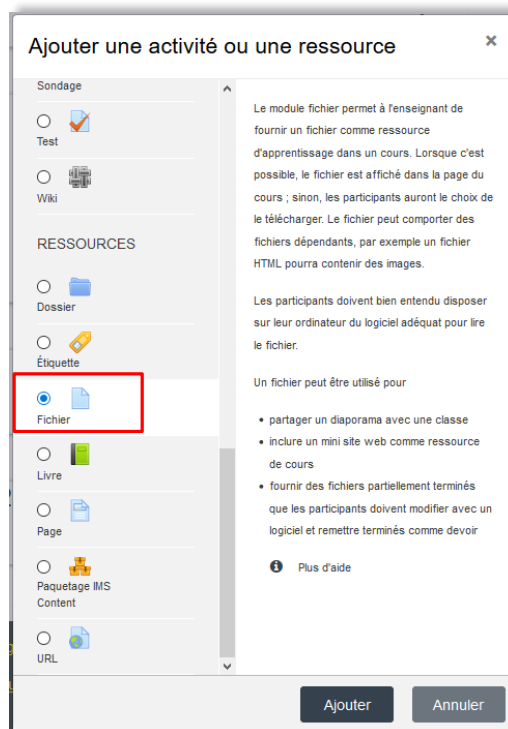 Ajouter une activité ou une ressource
×
Sondage
Test
Wiki
RESSOURCES
Dossier
Étiquette
Fichier
Livre
Page
Paquetage IMS
Content
URL
Le module fichier permet à l'enseignant de
fournir un fichier comme ressource
d'apprentissage dans un cours. Lorsque c'est
possible, le fichier est affiché dans la page du
cours ; sinon, les participants auront le choix de
le télécharger. Le fichier peut comporter des
fichiers dépendants, par exemple un fichier
HTML pourra contenir des images.
Les participants doivent bien entendu disposer
sur leur ordinateur du logiciel adéquat pour lire
le fichier.
Un fichier peut être utilisé pour
• partager un diaporama avec une classe
• inclure un mini site web comme ressource
de cours
• fournir des fichiers partiellement terminés
que les participants doivent modifier avec un
logiciel et remettre terminés comme devoir
Plus d'aide
Ajouter
Annuler